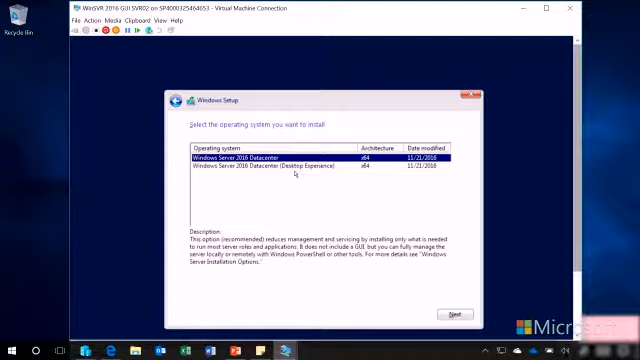 WinSVR 2016 GUI SVR02 on SP4000325464653 - Virtual Machine Connection
File Action Media Clipboard View Help
Recycle Bin
Windows Setup
Select the operating system you want to install
Operating system Architecture Date modified
Windows Server 2016 Datacenter x64 11/21/2016
Windows Server 2016 Datacenter (Desktop Experience) x64 11/21/2016
Description:
This option (recommended) reduces management and servicing by installing only what is needed
to run most server roles and applications. It does not include a GUI, but you can fully manage the
server locally or remotely with Windows PowerShell or other tools. For more details see "Windows
Server Installation Options."
Next
Microsoft